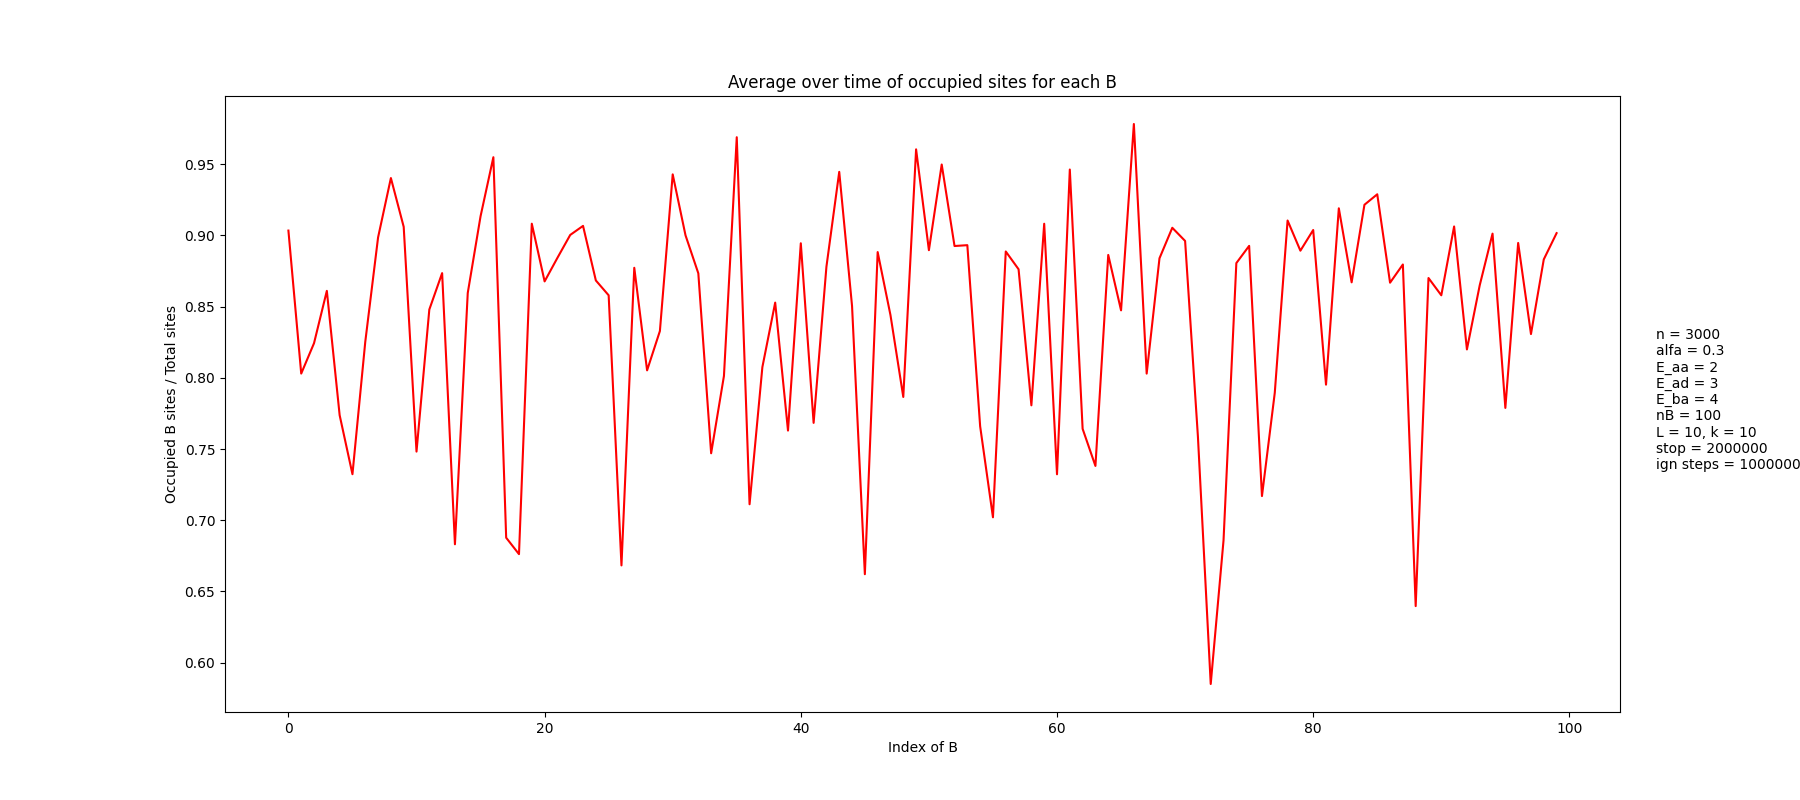 Average over time of occupied sites for each B
Occupied B sites / Total sites
0.95
0.90
0.85
0.80
0.75
0.70
0.65
0.60
0 20 40 60 80 100
Index of B
n = 3000
alfa = 0.3
E_aa = 2
E_ad = 3
E_ba = 4
nB = 100
L = 10, k = 10
stop = 2000000
ign steps = 1000000